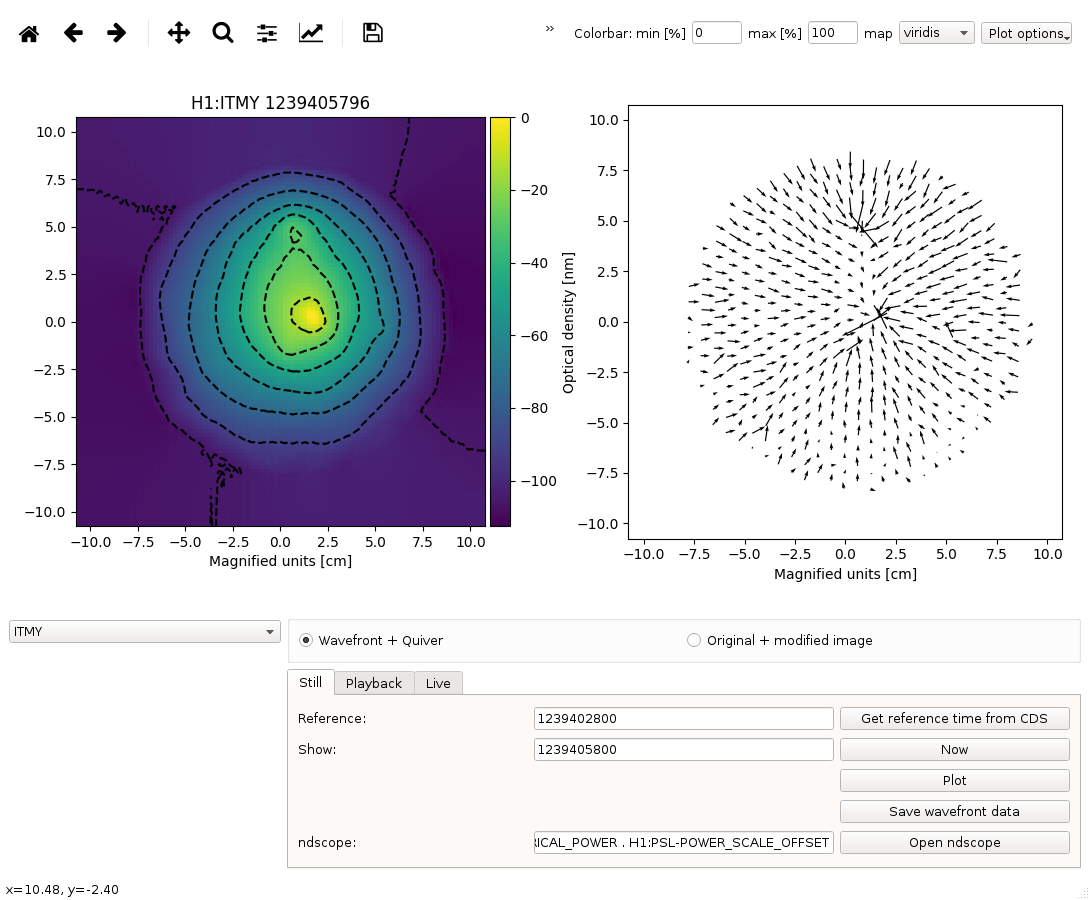 » Colorbar: min [%] 0 max [%] 100 map viridis Plot options
H1:ITMY 1239405796
10.0
7.5
5.0
2.5
0.0
−2.5
−5.0
−7.5
−10.0
−10.0 −7.5 −5.0 −2.5 0.0 2.5 5.0 7.5 10.0
Magnified units [cm]
0
−20
−40
−60
−80
−100
Optical density [nm]
10.0
7.5
5.0
2.5
0.0
−2.5
−5.0
−7.5
−10.0
−10.0 −7.5 −5.0 −2.5 0.0 2.5 5.0 7.5 10.0
Magnified units [cm]
ITMY
Wavefront + Quiver Original + modified image
Still Playback Live
Reference: 1239402800 Get reference time from CDS
Show: 1239405800 Now
Plot
Save wavefront data
ndscope: RICAL_POWER . H1:PSL-POWER_SCALE_OFFSET Open ndscope
x=10.48, y=-2.40